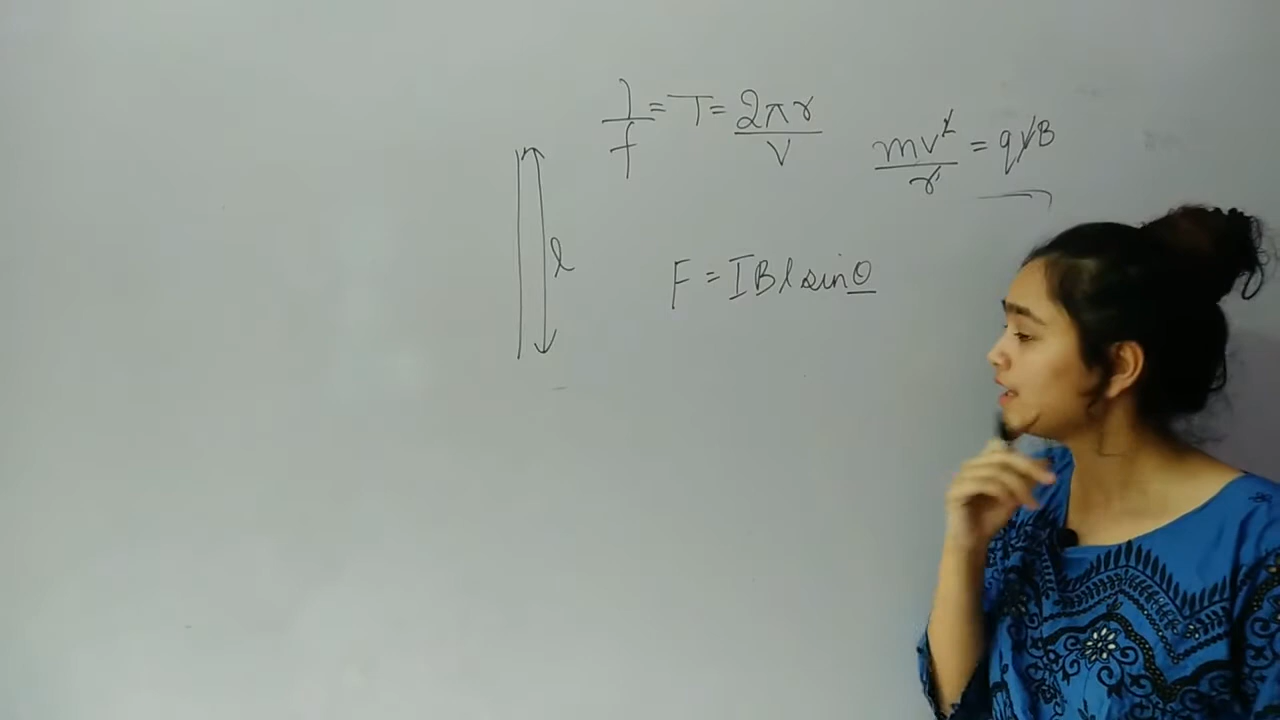 1/f = T = 2πr/v
mv²/r = qvB
l
F = IBl sinθ